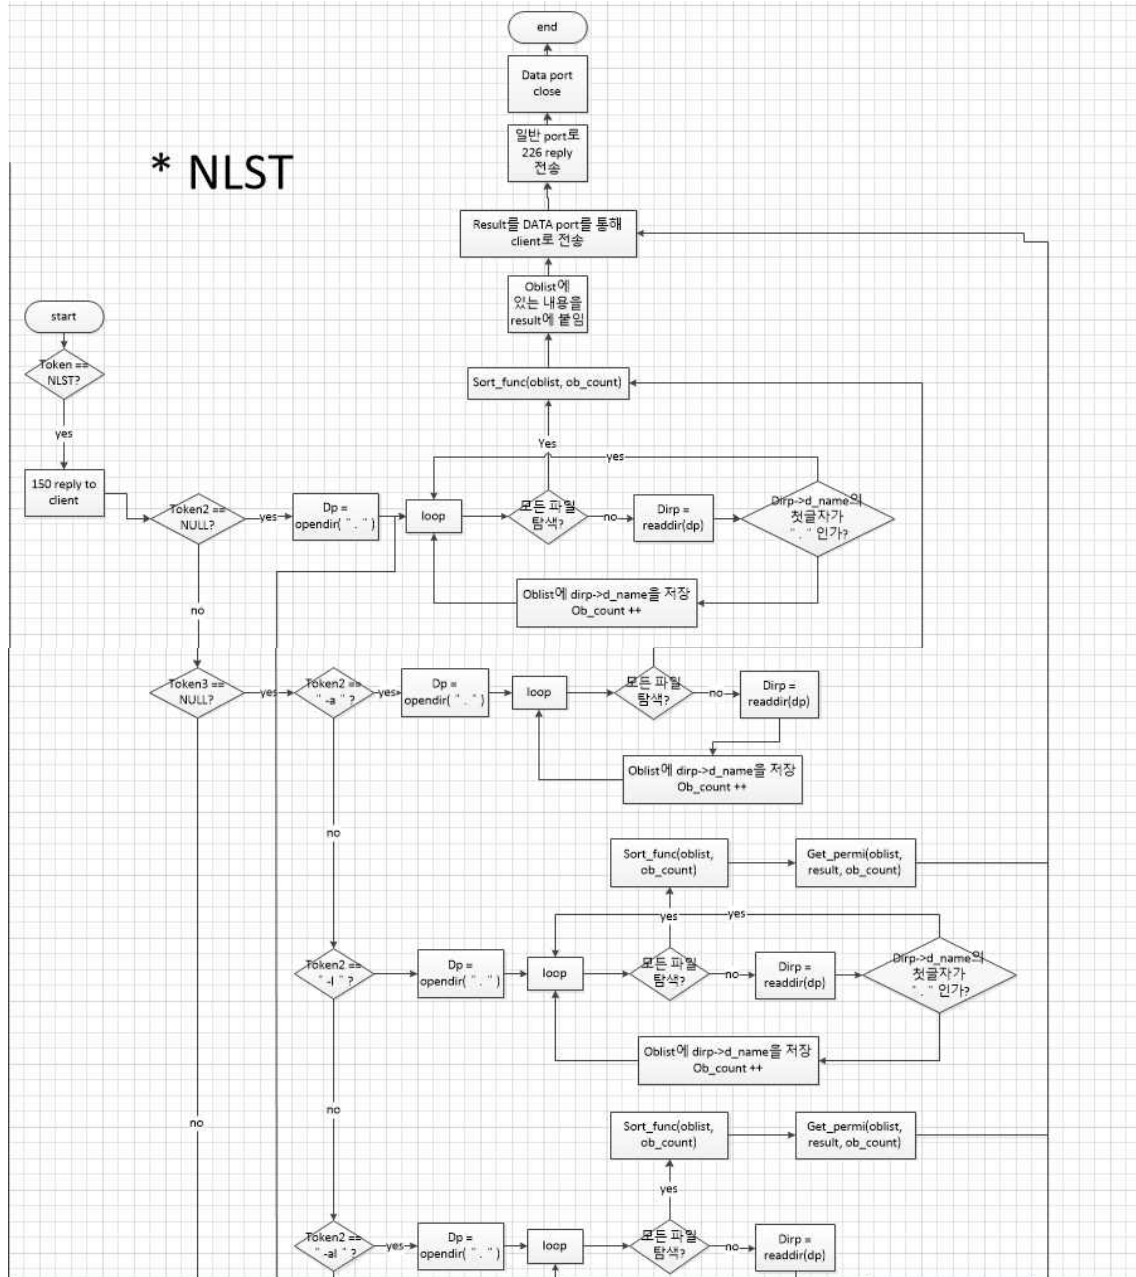 end
Data port
close
일반 port로
226 reply
전송
* NLST
Result를 DATA port를 통해
client로 전송
Oblist에
있는 내용을
result에 붙임
start
Token ==
NLST?
Sort_func(oblist, ob_count)
yes
Yes
yes
150 reply to
client
Token2 ==
NULL?
yes
Dp =
opendir( " . " )
loop
모든 파일
탐색?
no
Dirp =
readdir(dp)
Dirp->d_name의
첫글자가
" . " 인가?
Oblist에 dirp->d_name을 저장
Ob_count ++
no
Token3 ==
NULL?
yes
Token2 ==
" -a " ?
yes
Dp =
opendir( " . " )
loop
모든 파일
탐색?
no
Dirp =
readdir(dp)
Oblist에 dirp->d_name을 저장
Ob_count ++
no
Sort_func(oblist,
ob_count)
Get_permi(oblist,
result, ob_count)
yes
yes
Token2 ==
" -l " ?
Dp =
opendir( " . " )
loop
모든 파일
탐색?
no
Dirp =
readdir(dp)
Dirp->d_name의
첫글자가
" . " 인가?
Oblist에 dirp->d_name을 저장
Ob_count ++
no
no
Sort_func(oblist,
ob_count)
Get_permi(oblist,
result, ob_count)
yes
Token2 ==
" -al " ?
yes
Dp =
opendir( " . " )
loop
모든 파일
탐색?
no
Dirp =
readdir(dp)